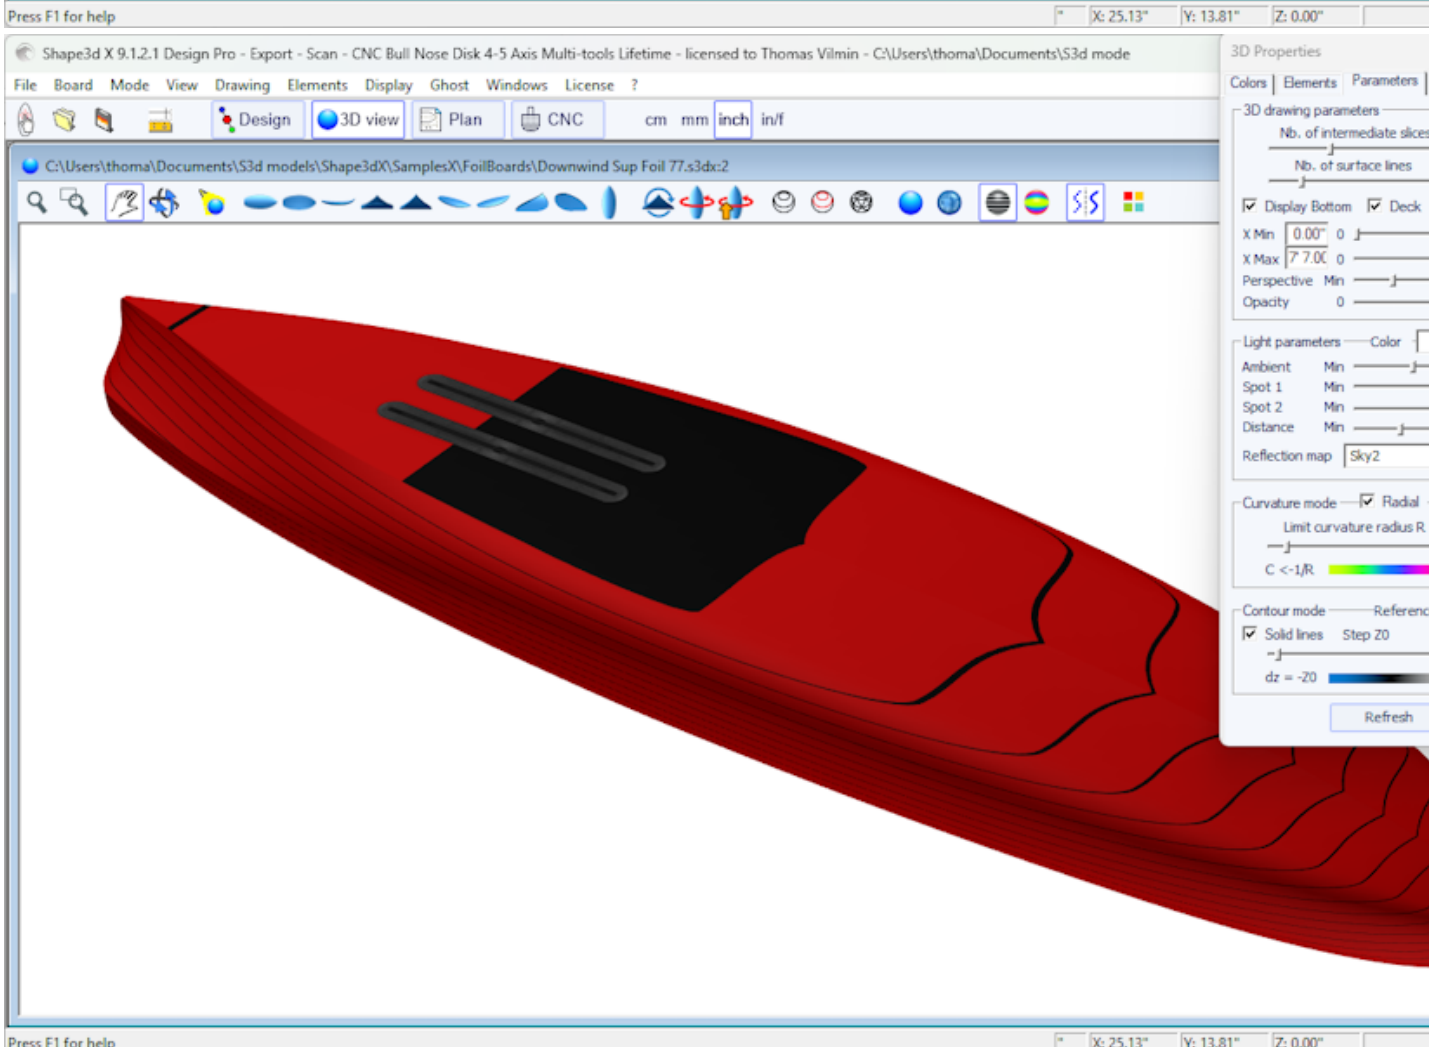 Press F1 for help " X: 25.13" Y: 13.81" Z: 0.00"
Shape3d X 9.1.2.1 Design Pro - Export - Scan - CNC Bull Nose Disk 4-5 Axis Multi-tools Lifetime - licensed to Thomas Vilmin - C:\Users\thoma\Documents\S3d mode
File Board Mode View Drawing Elements Display Ghost Windows License ?
Design 3D view Plan CNC cm mm inch in/f
C:\Users\thoma\Documents\S3d models\Shape3dX\SamplesX\FoilBoards\Downwind Sup Foil 77.s3dx:2
3D Properties
Colors Elements Parameters
3D drawing parameters
Nb. of intermediate slices
Nb. of surface lines
Display Bottom Deck
X Min 0.00" 0
X Max 7' 7.00 0
Perspective Min
Opacity 0
Light parameters Color
Ambient Min
Spot 1 Min
Spot 2 Min
Distance Min
Reflection map Sky2
Curvature mode Radial
Limit curvature radius R
C <-1/R
Contour mode Referenc
Solid lines Step Z0
dz = -Z0
Refresh
Press F1 for help " X: 25.13" Y: 13.81" Z: 0.00"